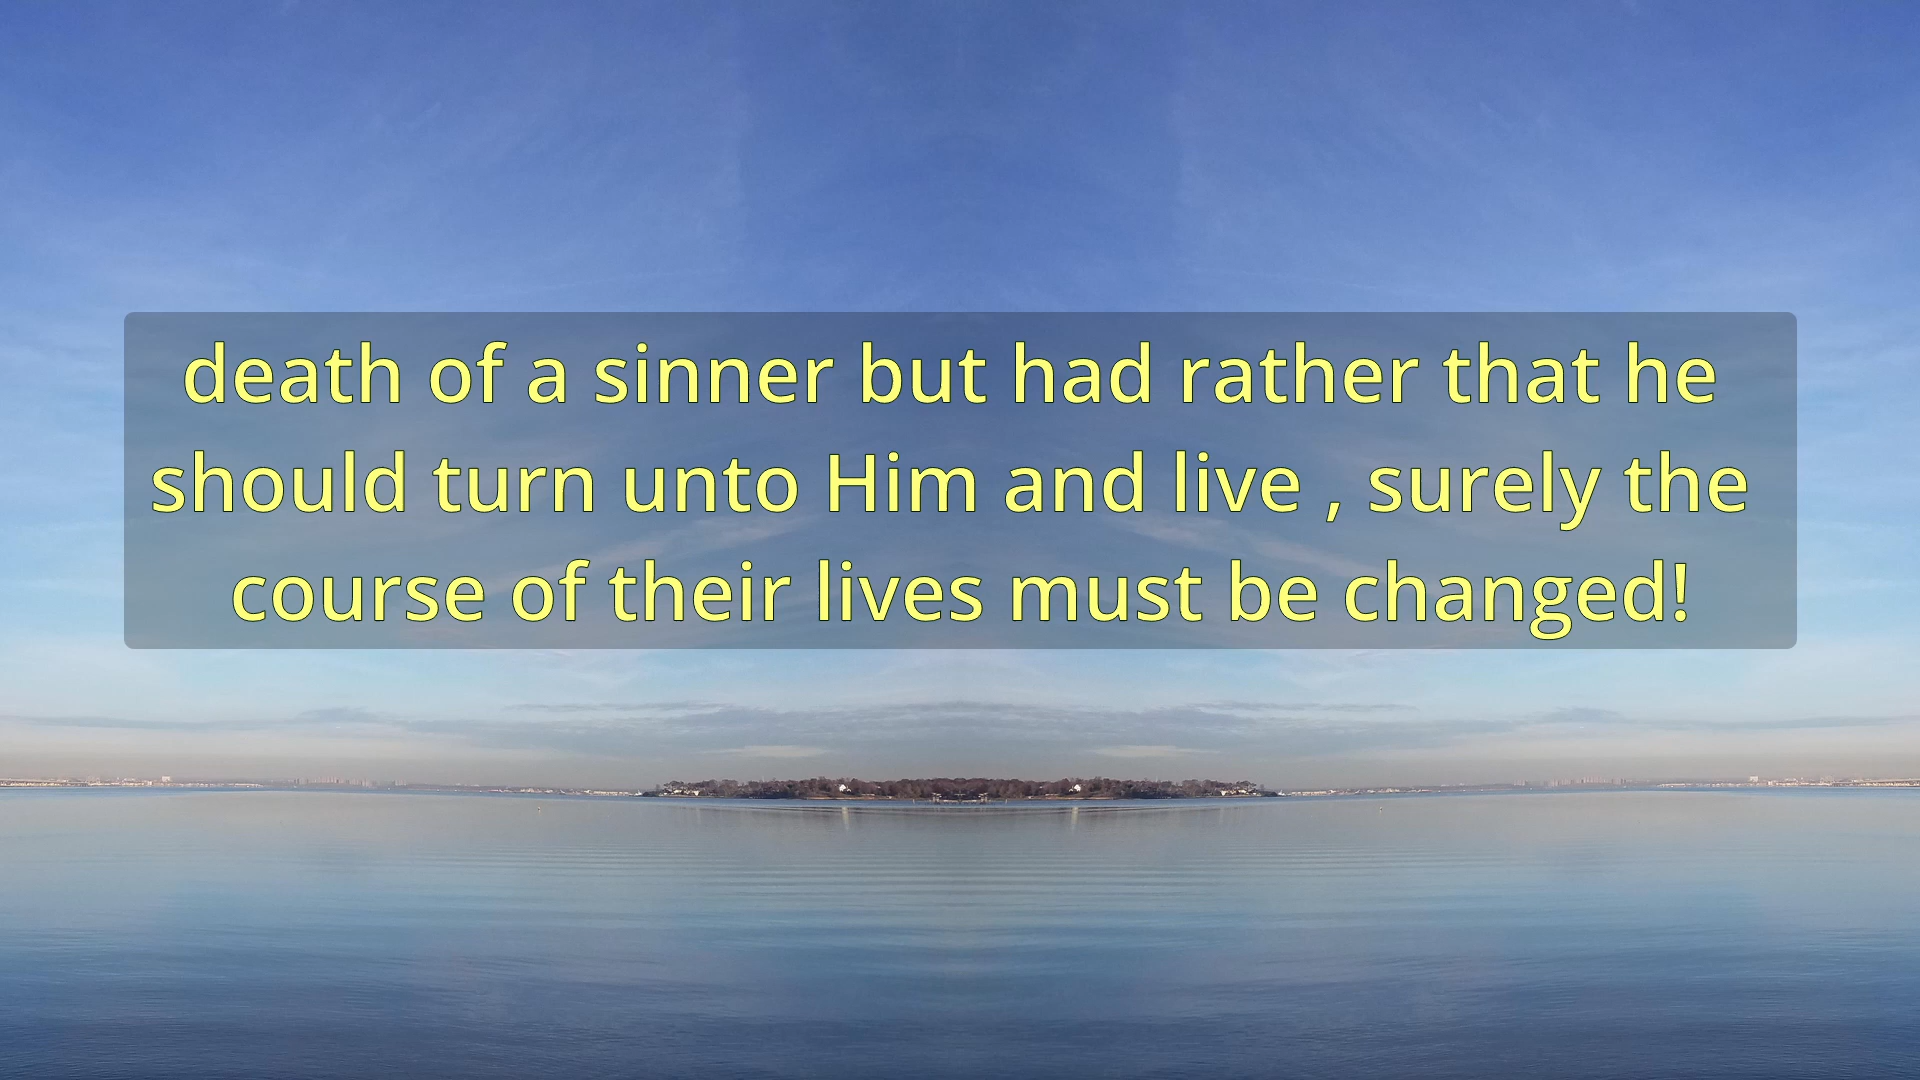 death of a sinner but had rather that he
should turn unto Him and live , surely the
course of their lives must be changed!